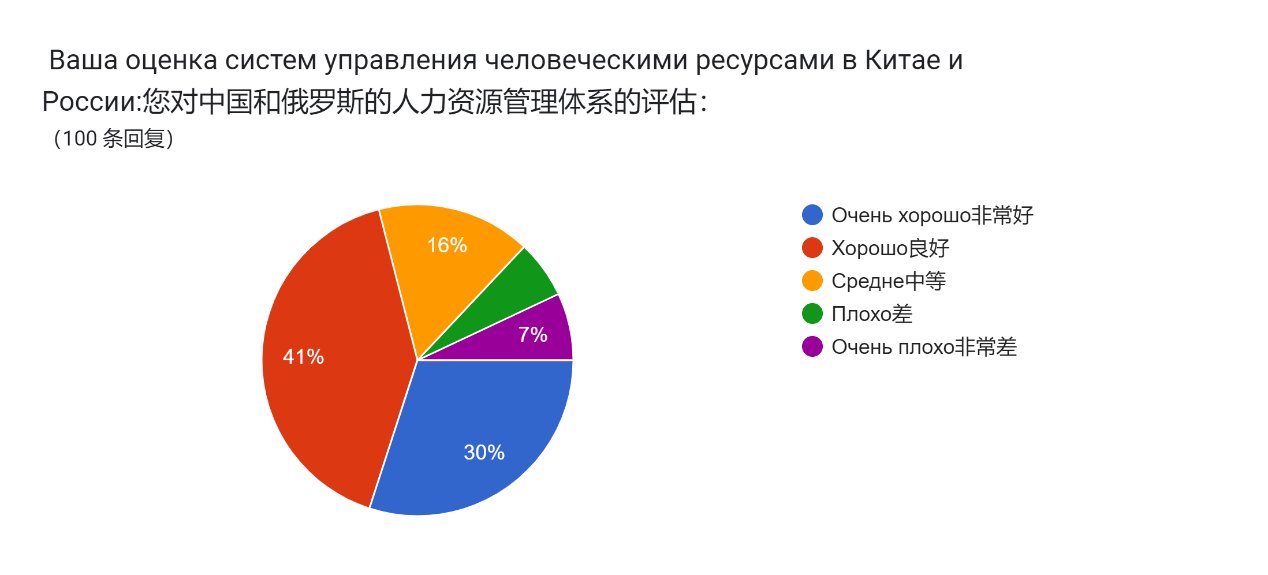 Ваша оценка систем управления человеческими ресурсами в Китае и
России:您对中国和俄罗斯的人力资源管理体系的评估：
（100 条回复）
Очень хорошо非常好
Хорошо良好
Средне中等
Плохо差
Очень плохо非常差
16%
7%
41%
30%